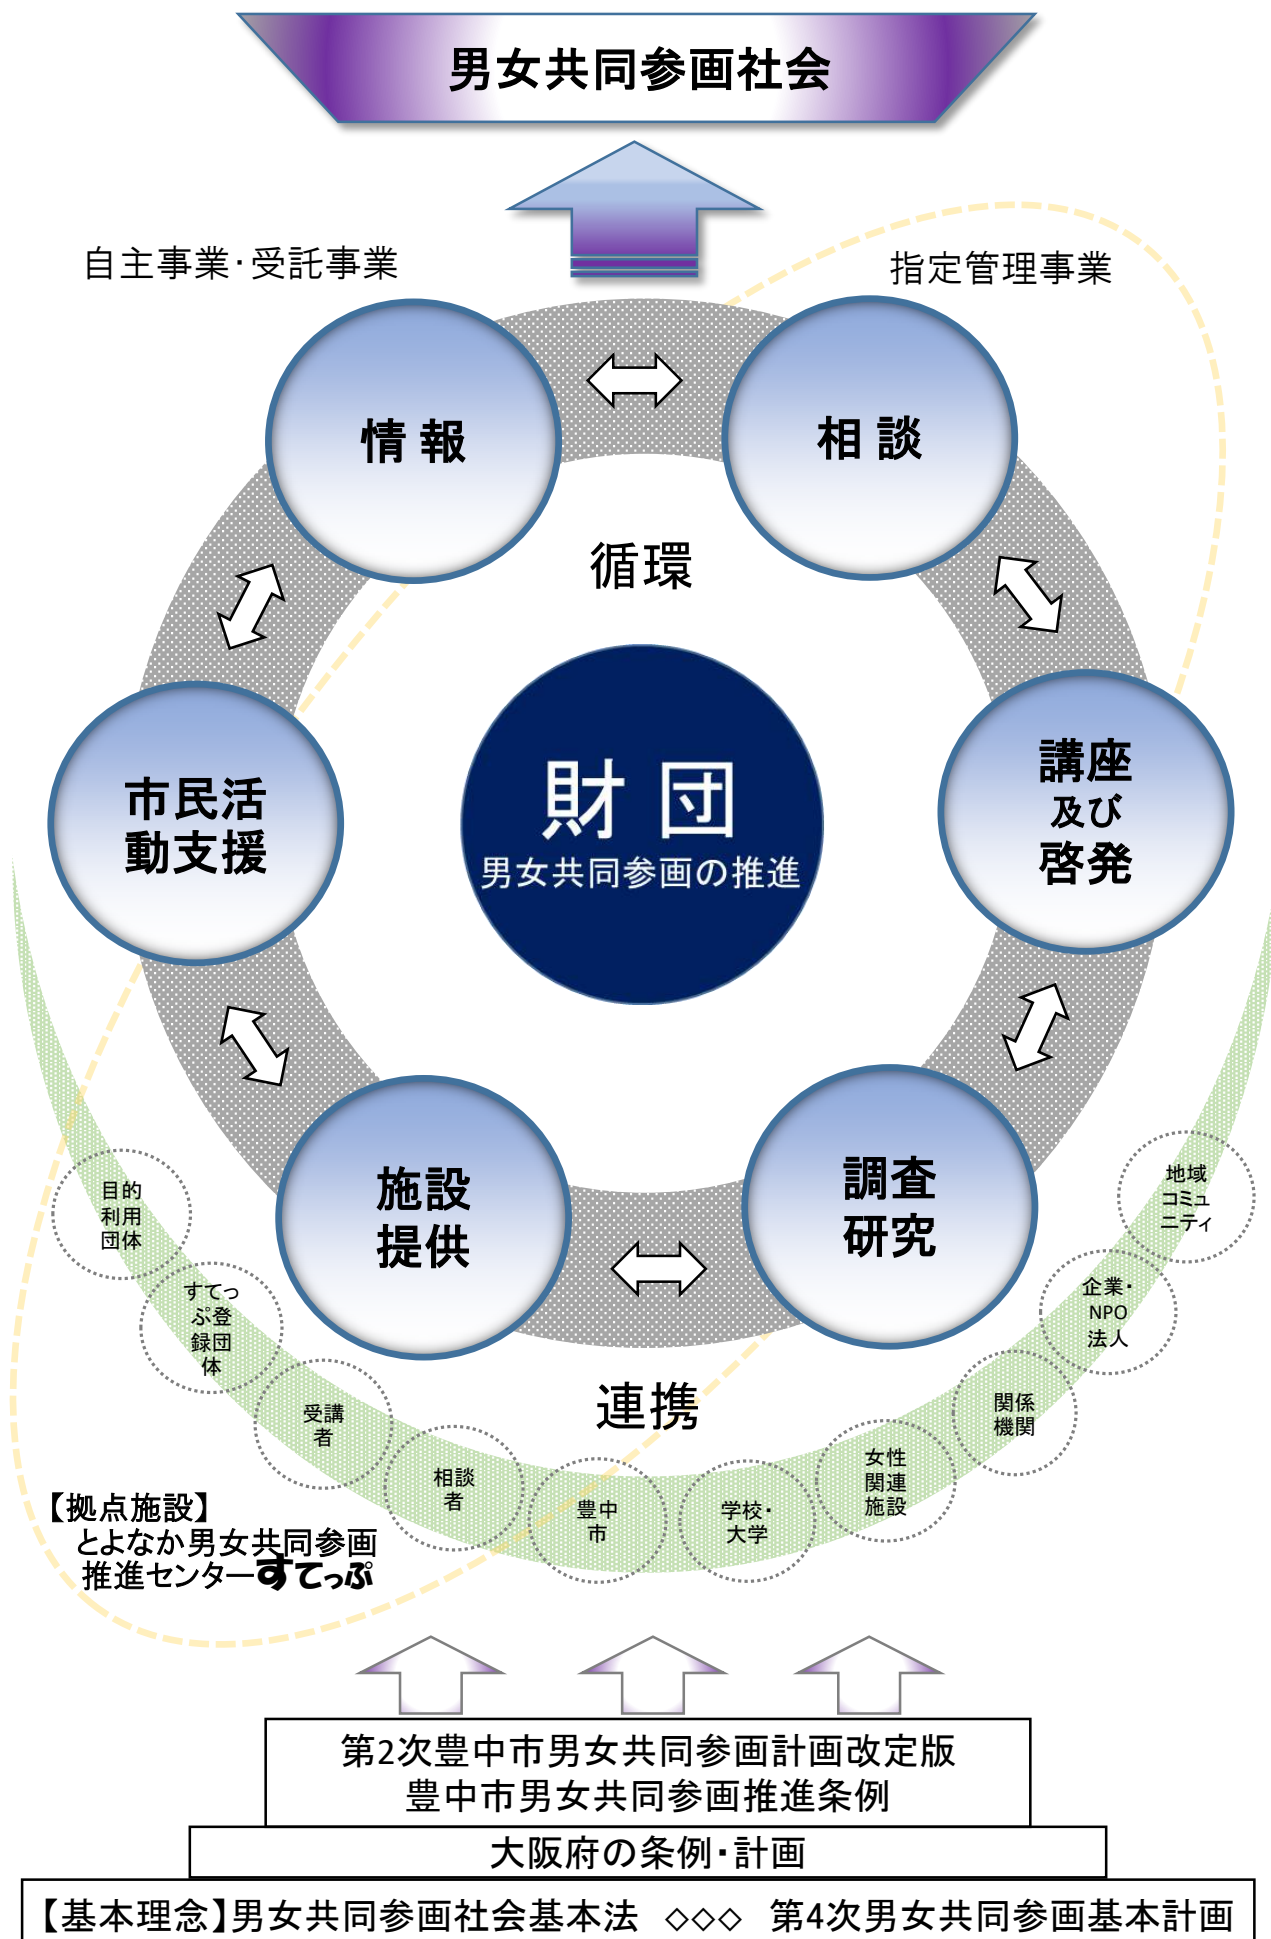 男女共同参画社会
自主事業・受託事業
指定管理事業
情報
相談
循環
市民活
動支援
財団
男女共同参画の推進
講座
及び
啓発
施設
提供
調査
研究
連携
目的
利用
団体
すてっ
ぷ登
録団
体
受講
者
相談
者
豊中
市
学校・
大学
女性
関連
施設
関係
機関
企業・
NPO
法人
地域
コミュ
ニティ
【拠点施設】
とよなか男女共同参画
推進センターすてっぷ
第2次豊中市男女共同参画計画改定版
豊中市男女共同参画推進条例
大阪府の条例・計画
【基本理念】男女共同参画社会基本法 ◇◇◇ 第4次男女共同参画基本計画